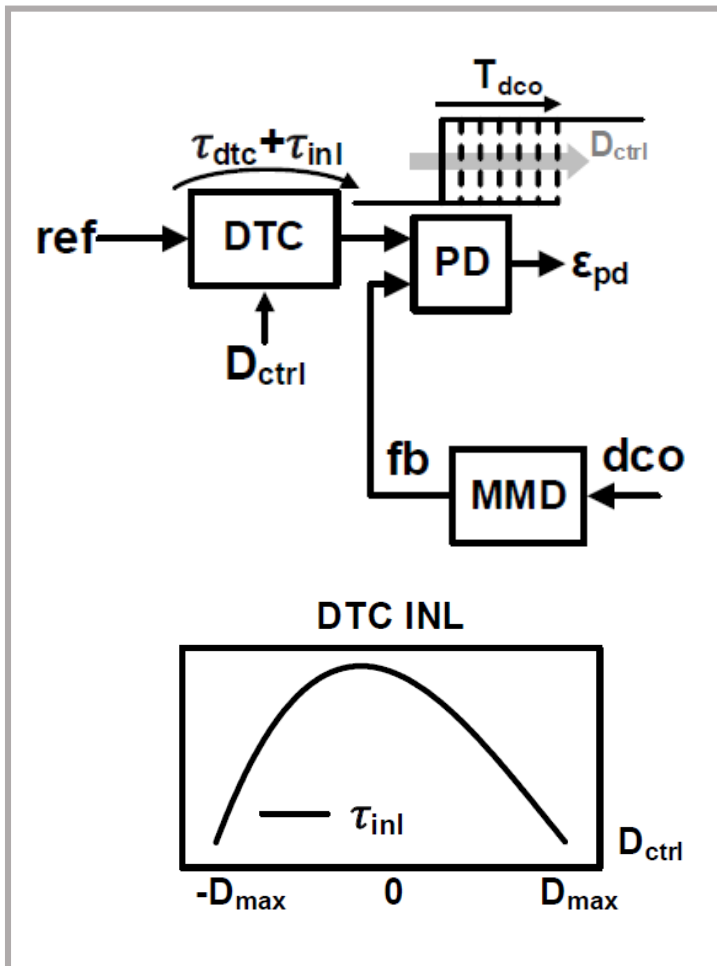 T_dco
τ_dtc+τ_inl
D_ctrl
ref
DTC
PD
ε_pd
D_ctrl
fb
dco
MMD
DTC INL
τ_inl
D_ctrl
-D_max 0 D_max